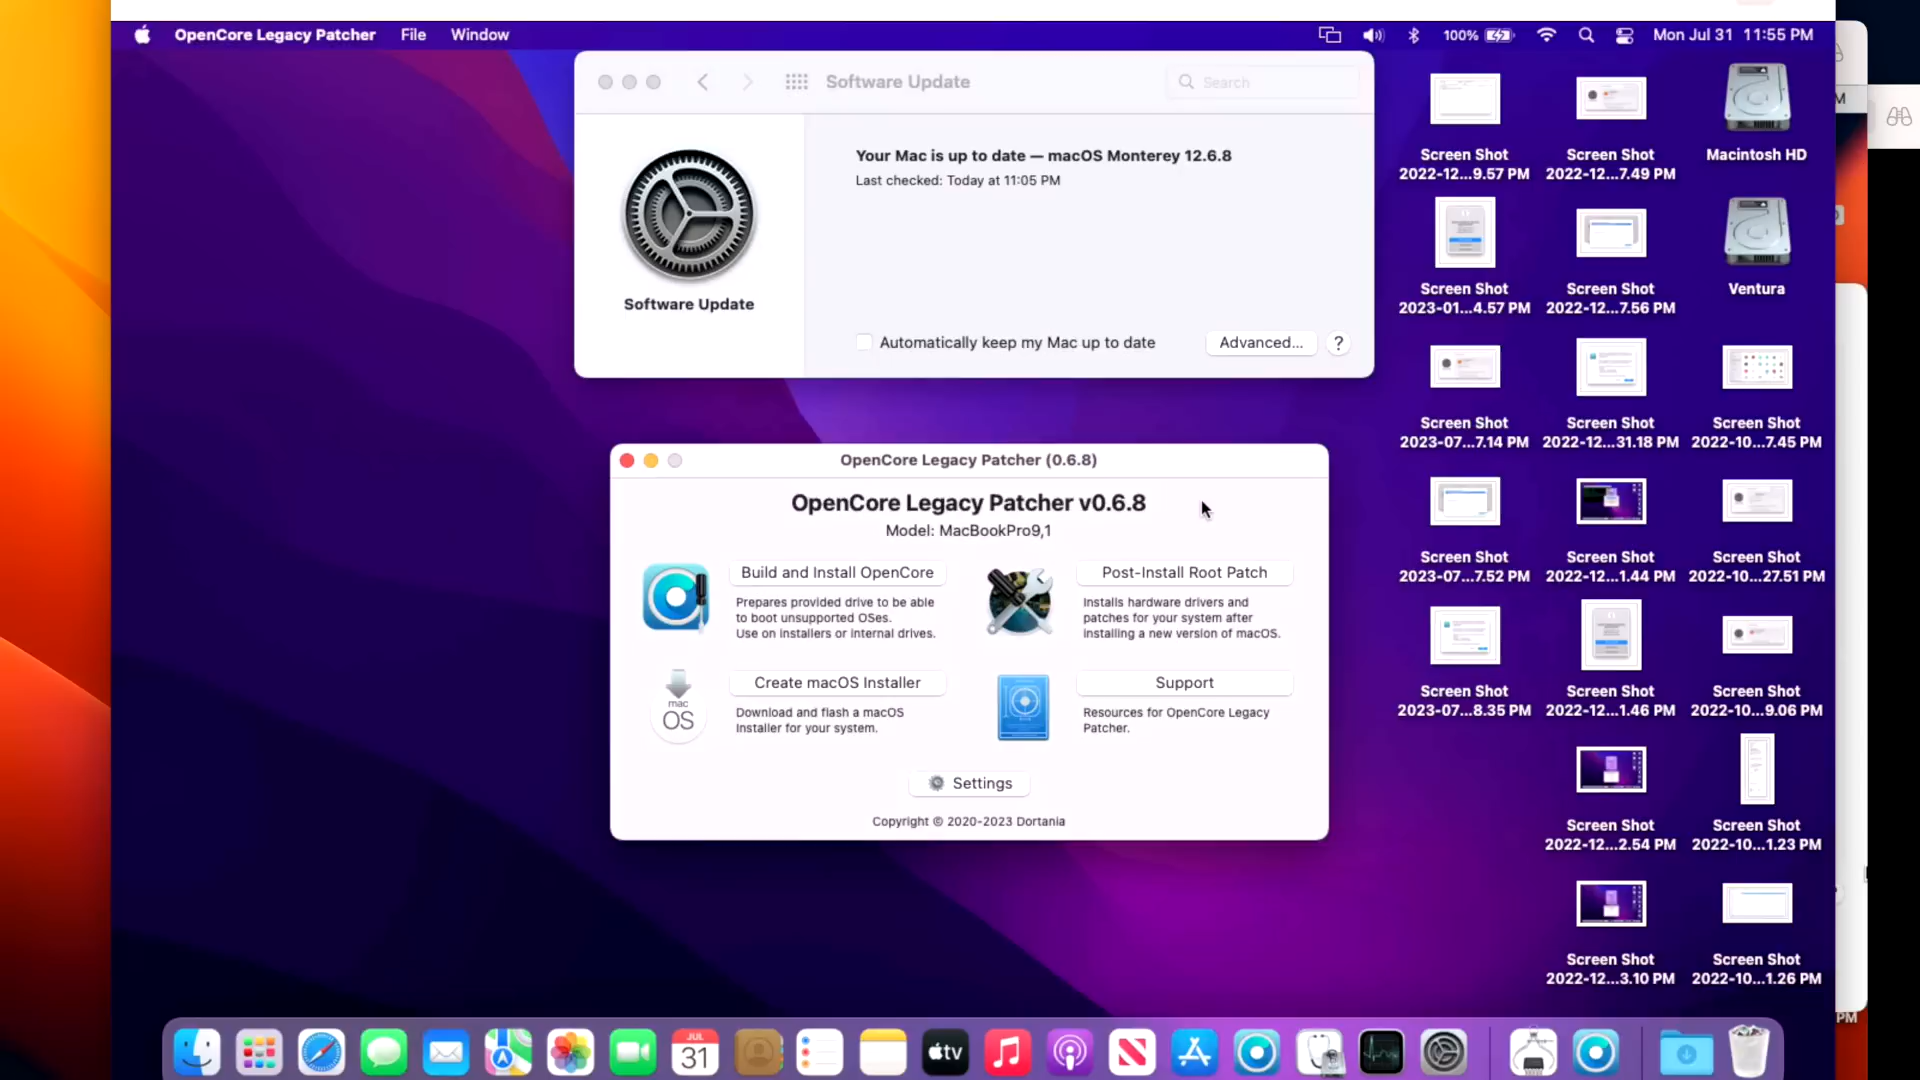 OpenCore Legacy Patcher File Window
100% Mon Jul 31 11:55 PM
Software Update
Search
Your Mac is up to date — macOS Monterey 12.6.8
Last checked: Today at 11:05 PM
Software Update
Automatically keep my Mac up to date
Advanced...
?
OpenCore Legacy Patcher (0.6.8)
OpenCore Legacy Patcher v0.6.8
Model: MacBookPro9,1
Build and Install OpenCore
Prepares provided drive to be able
to boot unsupported OSes.
Use on installers or internal drives.
Post-Install Root Patch
Installs hardware drivers and
patches for your system after
installing a new version of macOS.
mac
OS
Create macOS Installer
Download and flash a macOS
Installer for your system.
Support
Resources for OpenCore Legacy
Patcher.
Settings
Copyright © 2020-2023 Dortania
Screen Shot
2022-12...9.57 PM
Screen Shot
2022-12...7.49 PM
Macintosh HD
Screen Shot
2023-01...4.57 PM
Screen Shot
2022-12...7.56 PM
Ventura
Screen Shot
2023-07...7.14 PM
Screen Shot
2022-12...31.18 PM
Screen Shot
2022-10...7.45 PM
Screen Shot
2023-07...7.52 PM
Screen Shot
2022-12...1.44 PM
Screen Shot
2022-10...27.51 PM
Screen Shot
2023-07...8.35 PM
Screen Shot
2022-12...1.46 PM
Screen Shot
2022-10...9.06 PM
Screen Shot
2022-12...2.54 PM
Screen Shot
2022-10...1.23 PM
Screen Shot
2022-12...3.10 PM
Screen Shot
2022-10...1.26 PM
JUL
31
tv
M
PM